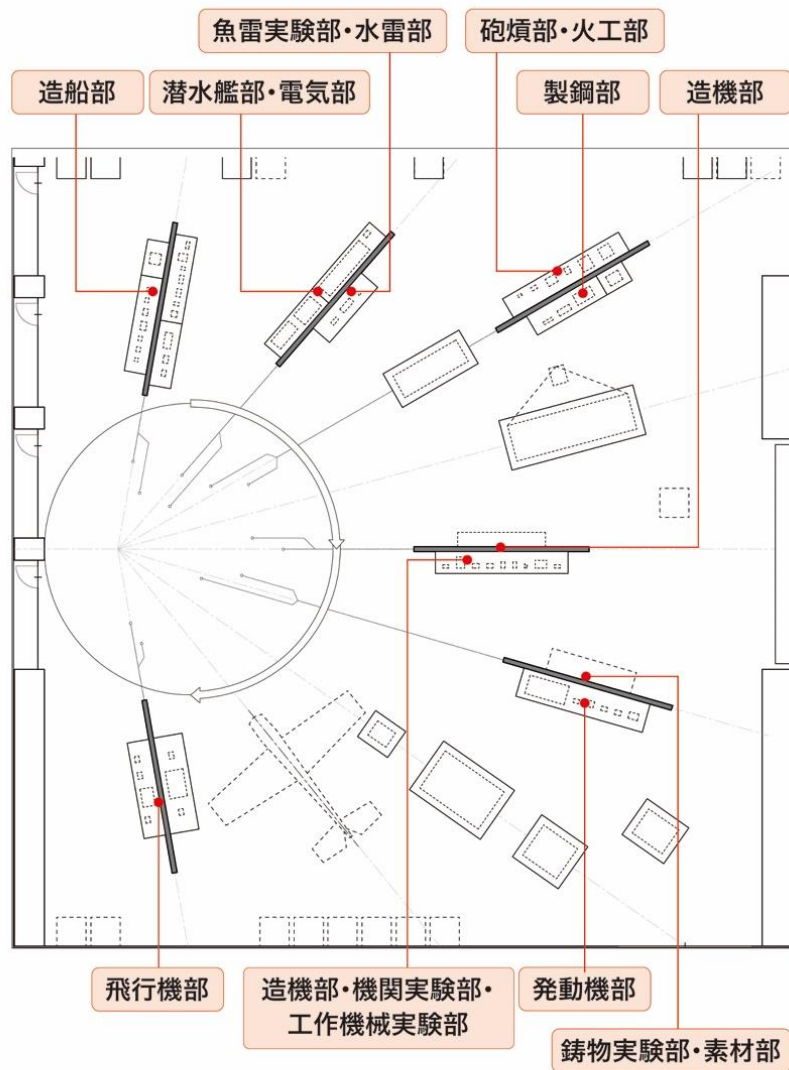 魚雷実験部・水雷部
砲熕部・火工部
造船部
潜水艦部・電気部
製鋼部
造機部
飛行機部
造機部・機関実験部・
工作機械実験部
発動機部
鋳物実験部・素材部